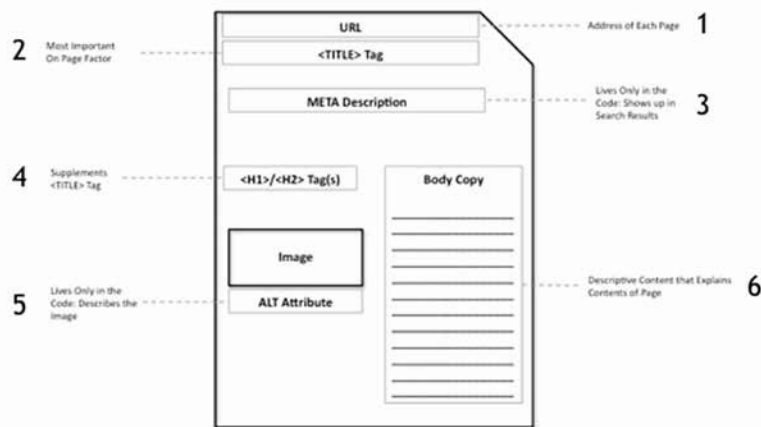 URL
Address of Each Page
1
2
Most Important
On Page Factor
<TITLE> Tag
META Description
Lives Only in the
Code: Shows up in
Search Results
3
4
Supplements
<TITLE> Tag
<H1>/<H2> Tag(s)
Body Copy
Image
5
Lives Only in the
Code: Describes the
Image
ALT Attribute
Descriptive Content that Explains
Contents of Page
6